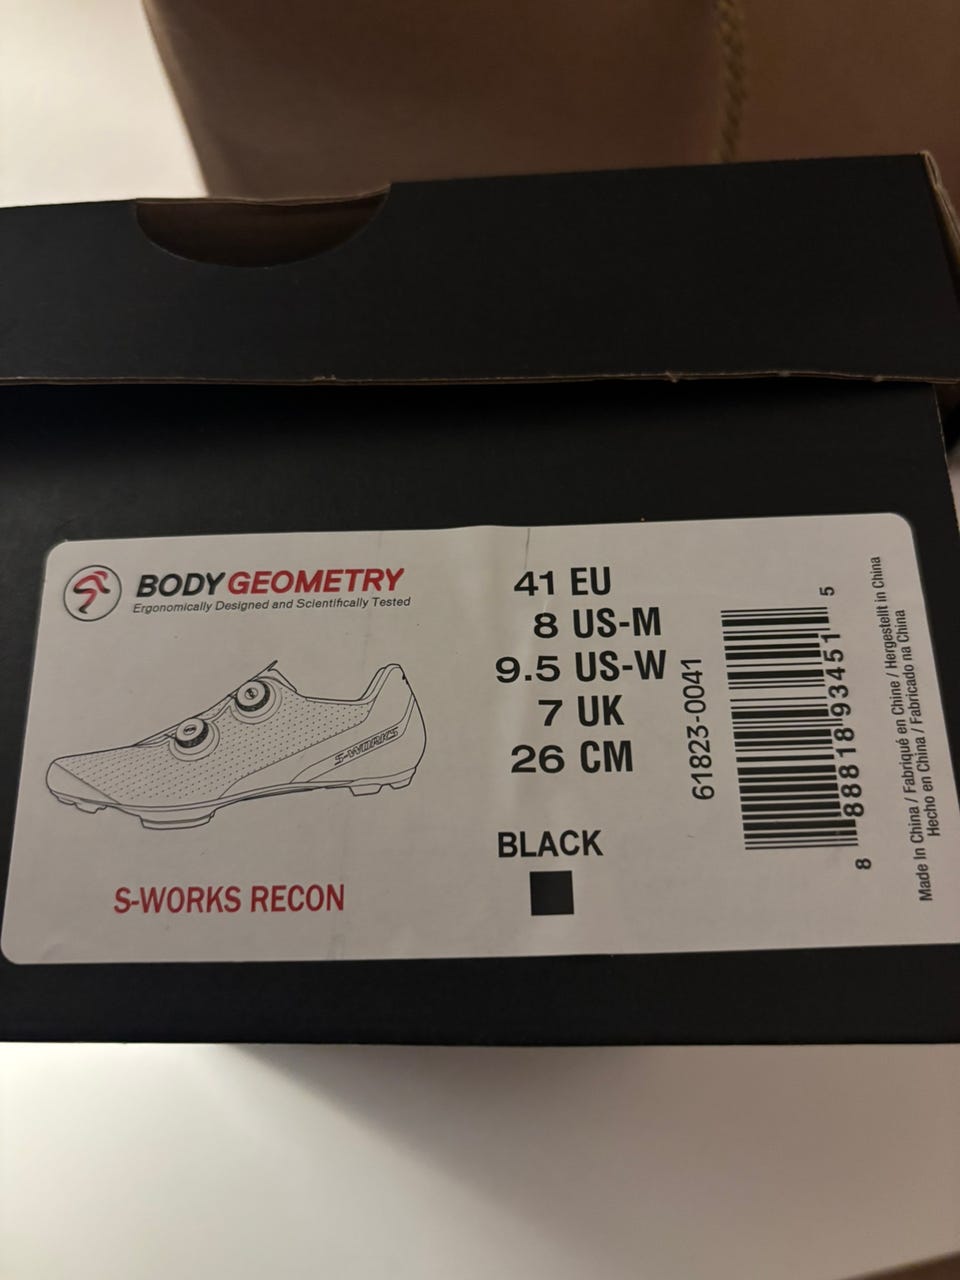 BODY GEOMETRY
Ergonomically Designed and Scientifically Tested
S-WORKS
S-WORKS RECON
41 EU
8 US-M
9.5 US-W
7 UK
26 CM
BLACK
61823-0041
8 88818 93451 5
Made In China / Fabriqué en Chine / Hergestellt in China
Hecho en China / Fabricado na China